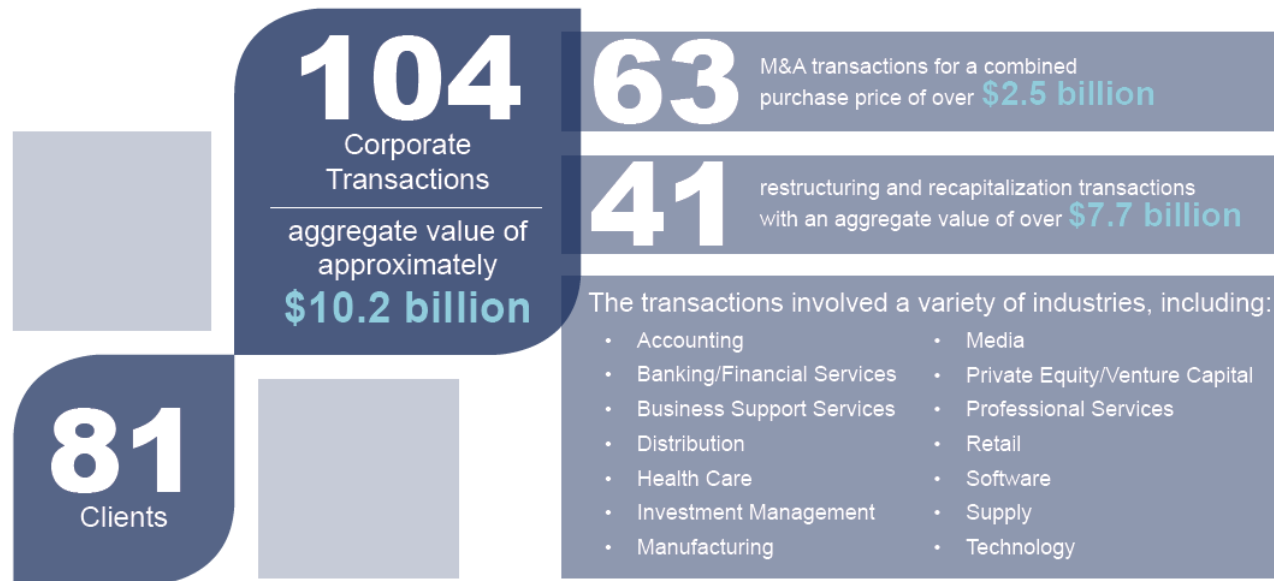 104
Corporate
Transactions
aggregate value of
approximately
$10.2 billion
81
Clients
63
M&A transactions for a combined
purchase price of over $2.5 billion
41
restructuring and recapitalization transactions
with an aggregate value of over $7.7 billion
The transactions involved a variety of industries, including:
• Accounting
• Banking/Financial Services
• Business Support Services
• Distribution
• Health Care
• Investment Management
• Manufacturing
• Media
• Private Equity/Venture Capital
• Professional Services
• Retail
• Software
• Supply
• Technology